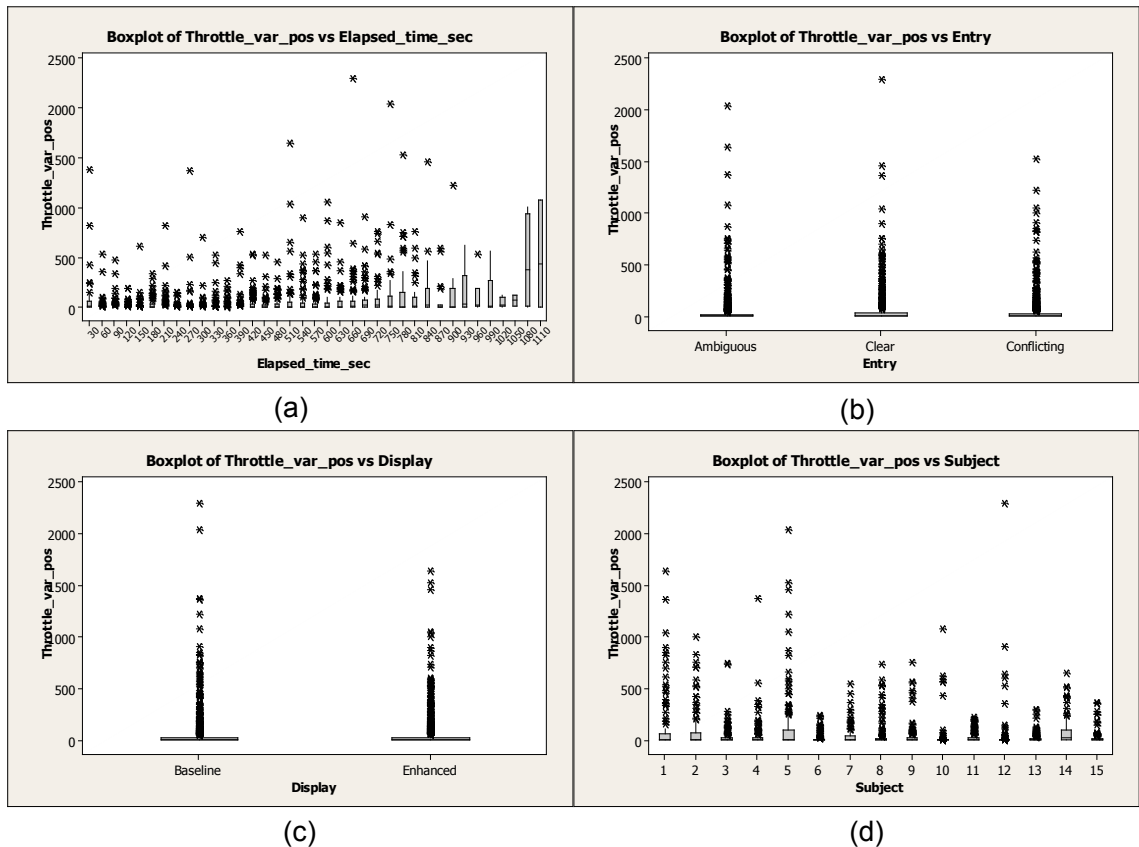 Boxplot of Throttle_var_pos vs Elapsed_time_sec
Throttle_var_pos
2500
2000
1500
1000
500
0
30 60 90 120 150 180 210 240 270 300 330 360 390 420 450 480 510 540 570 600 630 660 690 720 750 780 810 840 870 900 930 960 990 1020 1050 1080 1110
Elapsed_time_sec
(a)
Boxplot of Throttle_var_pos vs Entry
Throttle_var_pos
2500
2000
1500
1000
500
0
Ambiguous Clear Conflicting
Entry
(b)
Boxplot of Throttle_var_pos vs Display
Throttle_var_pos
2500
2000
1500
1000
500
0
Baseline Enhanced
Display
(c)
Boxplot of Throttle_var_pos vs Subject
Throttle_var_pos
2500
2000
1500
1000
500
0
1 2 3 4 5 6 7 8 9 10 11 12 13 14 15
Subject
(d)